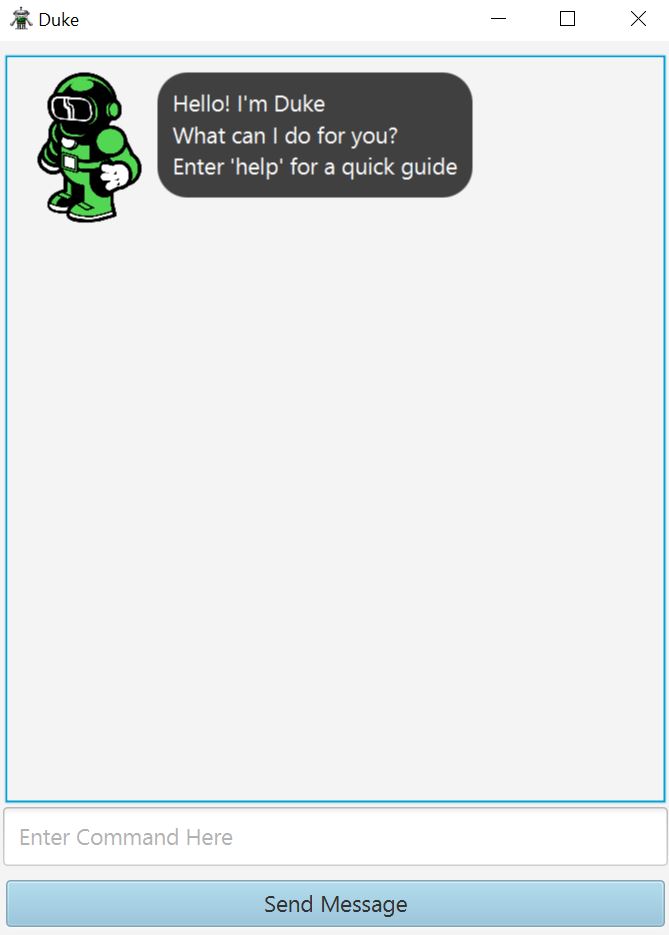 Duke
Hello! I'm Duke
What can I do for you?
Enter 'help' for a quick guide
Enter Command Here
Send Message